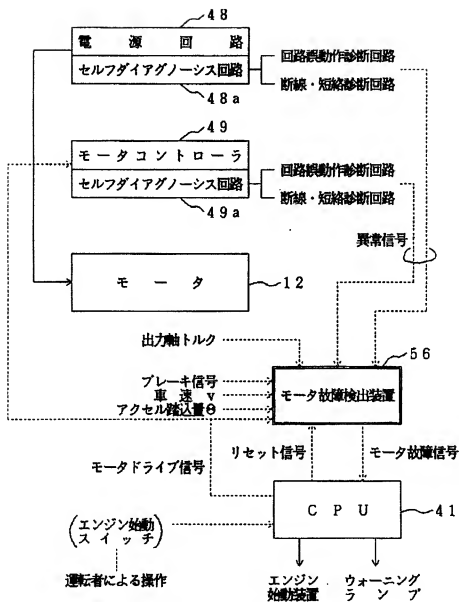 48
電源回路
セルフダイアグノーシス回路
48a
回路誤動作診断回路
断線・短絡診断回路
49
モータコントローラ
セルフダイアグノーシス回路
49a
回路誤動作診断回路
断線・短絡診断回路
異常信号
モータ
12
出力軸トルク
56
ブレーキ信号
車速v
アクセル踏込量Θ
モータ故障検出装置
モータドライブ信号
リセット信号
モータ故障信号
CPU
41
(エンジン始動
スイッチ)
運転者による操作
エンジン
始動装置
ウォーニング
ランプ